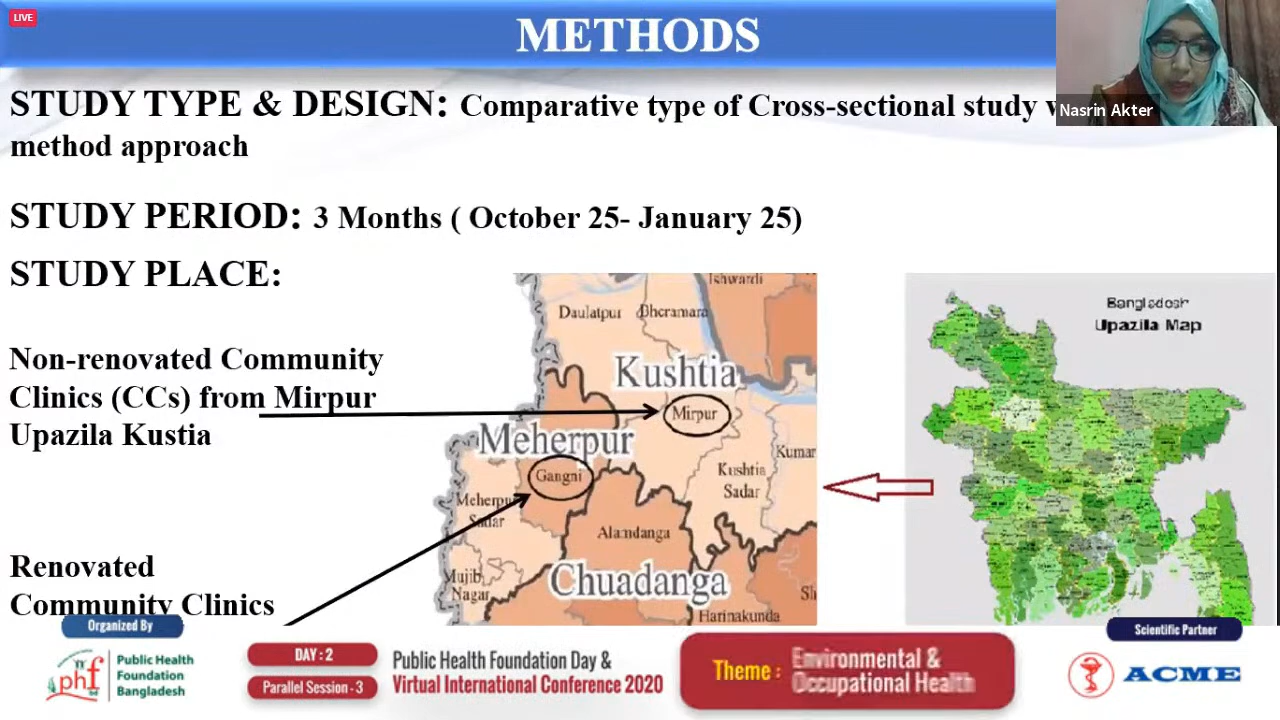 LIVE
METHODS
Nasrin Akter
STUDY TYPE & DESIGN: Comparative type of Cross-sectional study
method approach
STUDY PERIOD: 3 Months ( October 25- January 25)
STUDY PLACE:
Non-renovated Community
Clinics (CCs) from Mirpur
Upazila Kustia
Renovated
Community Clinics
Ishwardi
Daulatpur
Bheramara
Kushtia
Mirpur
Meherpur
Kumar
Gangni
Kushtia
Sadar
Meherpu
Sadar
Alamdanga
Mujib
Nagar
Chuadanga
Harinakunda
Sh
Bangladesh
Upazila Map
Organized By
phf
Public Health
Foundation
Bangladesh
DAY : 2
Parallel Session - 3
Public Health Foundation Day &
Virtual International Conference 2020
Theme :
Environmental &
Occupational Health
Scientific Partner
ACME